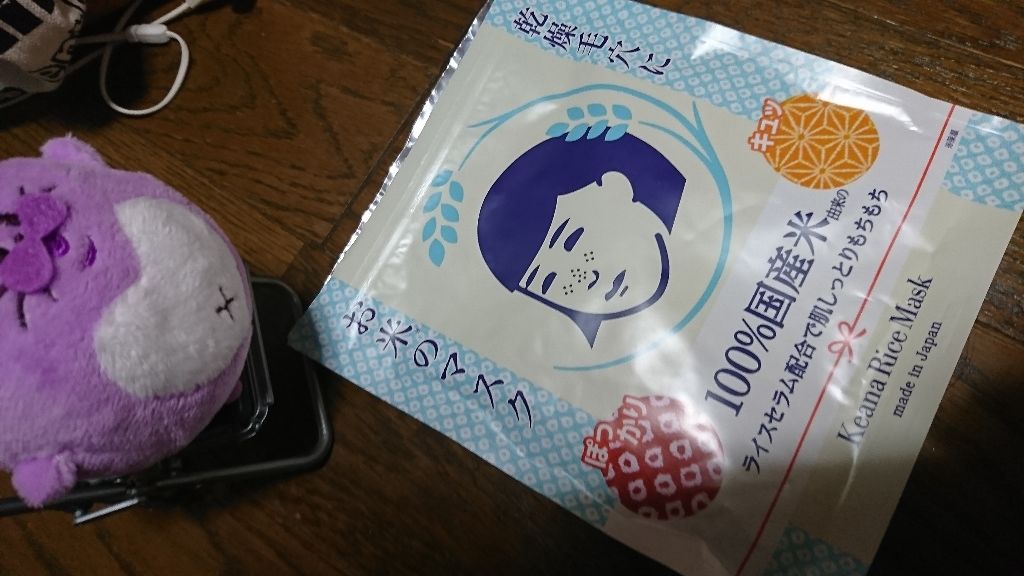 乾燥毛穴に
お米のマスク
キュッ
ぽっかり
100%国産米由来の
ライスセラム配合で肌しっとりもちもち
Keana Rice Mask
made in Japan